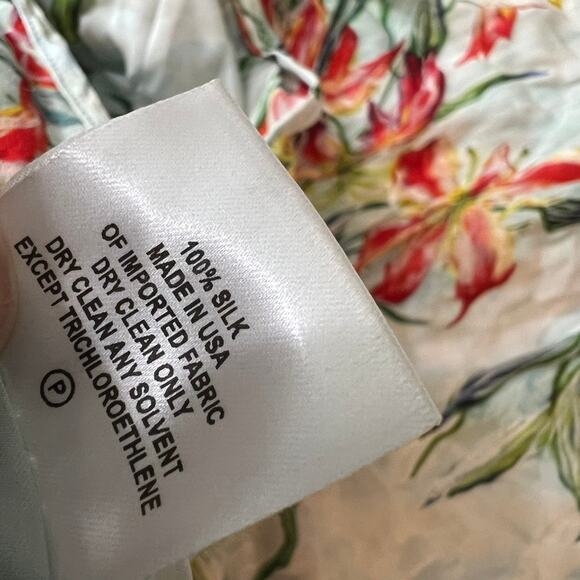 100% SILK
MADE IN USA
OF IMPORTED FABRIC
DRY CLEAN ONLY
DRY CLEAN ANY SOLVENT
EXCEPT TRICHLOROETHLENE
P